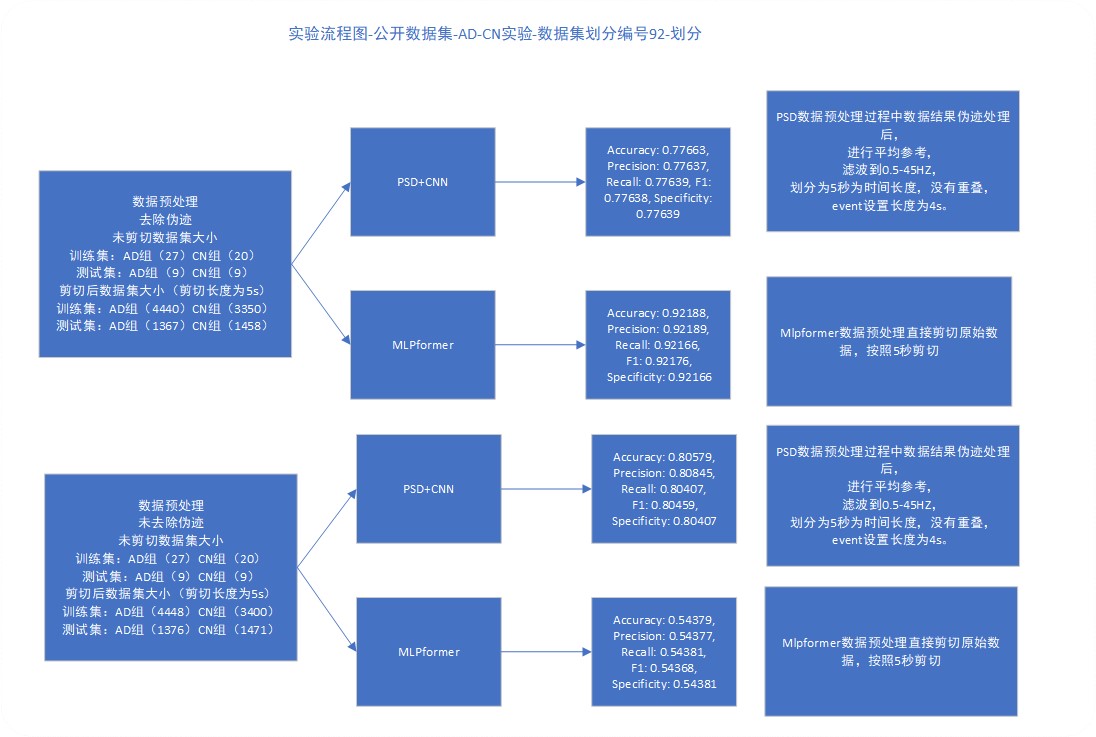 实验流程图-公开数据集-AD-CN实验-数据集划分编号92-划分
数据预处理
去除伪迹
未剪切数据集大小
训练集：AD组（27）CN组（20）
测试集：AD组（9）CN组（9）
剪切后数据集大小（剪切长度为5s）
训练集：AD组（4440）CN组（3350）
测试集：AD组（1367）CN组（1458）
PSD+CNN
Accuracy: 0.77663,
Precision: 0.77637,
Recall: 0.77639, F1:
0.77638, Specificity:
0.77639
PSD数据预处理过程中数据结果伪迹处理
后，
进行平均参考，
滤波到0.5-45HZ，
划分为5秒为时间长度，没有重叠，
event设置长度为4s。
MLPformer
Accuracy: 0.92188,
Precision: 0.92189,
Recall: 0.92166,
F1: 0.92176,
Specificity: 0.92166
Mlpformer数据预处理直接剪切原始数
据，按照5秒剪切
数据预处理
未去除伪迹
未剪切数据集大小
训练集：AD组（27）CN组（20）
测试集：AD组（9）CN组（9）
剪切后数据集大小（剪切长度为5s）
训练集：AD组（4448）CN组（3400）
测试集：AD组（1376）CN组（1471）
PSD+CNN
Accuracy: 0.80579,
Precision: 0.80845,
Recall: 0.80407,
F1: 0.80459,
Specificity: 0.80407
PSD数据预处理过程中数据结果伪迹处理
后，
进行平均参考，
滤波到0.5-45HZ，
划分为5秒为时间长度，没有重叠，
event设置长度为4s。
MLPformer
Accuracy: 0.54379,
Precision: 0.54377,
Recall: 0.54381,
F1: 0.54368,
Specificity: 0.54381
Mlpformer数据预处理直接剪切原始数
据，按照5秒剪切